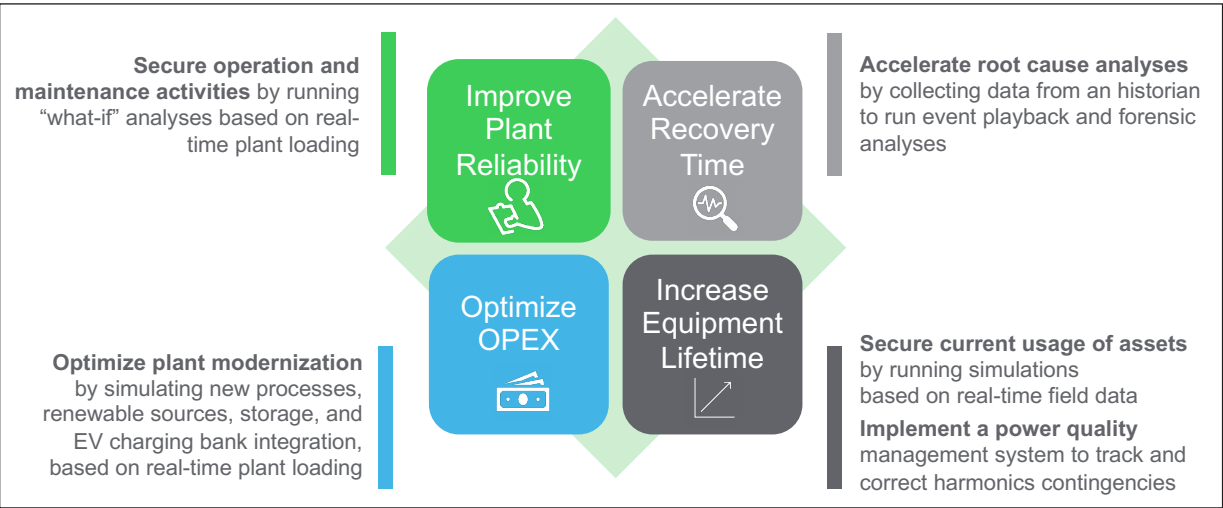 Secure operation and
maintenance activities by running
“what-if” analyses based on real-
time plant loading
Improve
Plant
Reliability
Accelerate
Recovery
Time
Accelerate root cause analyses
by collecting data from an historian
to run event playback and forensic
analyses
Optimize plant modernization
by simulating new processes,
renewable sources, storage, and
EV charging bank integration,
based on real-time plant loading
Optimize
OPEX
Increase
Equipment
Lifetime
Secure current usage of assets
by running simulations
based on real-time field data
Implement a power quality
management system to track and
correct harmonics contingencies